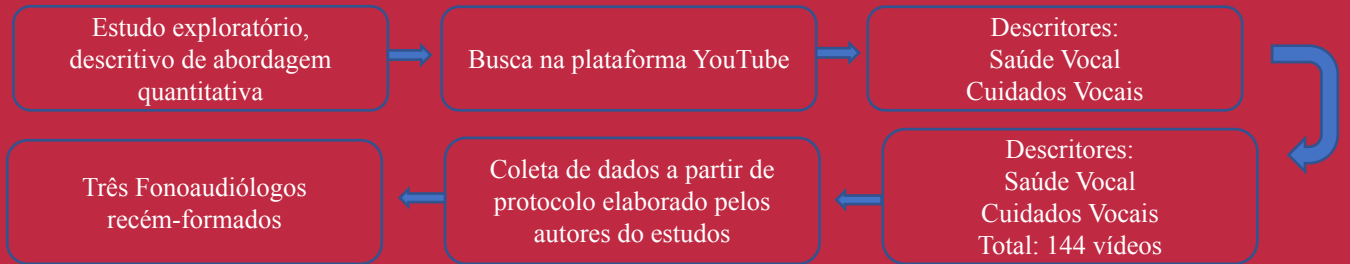 Estudo exploratório,
descritivo de abordagem
quantitativa
Busca na plataforma YouTube
Descritores:
Saúde Vocal
Cuidados Vocais
Descritores:
Saúde Vocal
Cuidados Vocais
Total: 144 vídeos
Coleta de dados a partir de
protocolo elaborado pelos
autores do estudos
Três Fonoaudiólogos
recém-formados